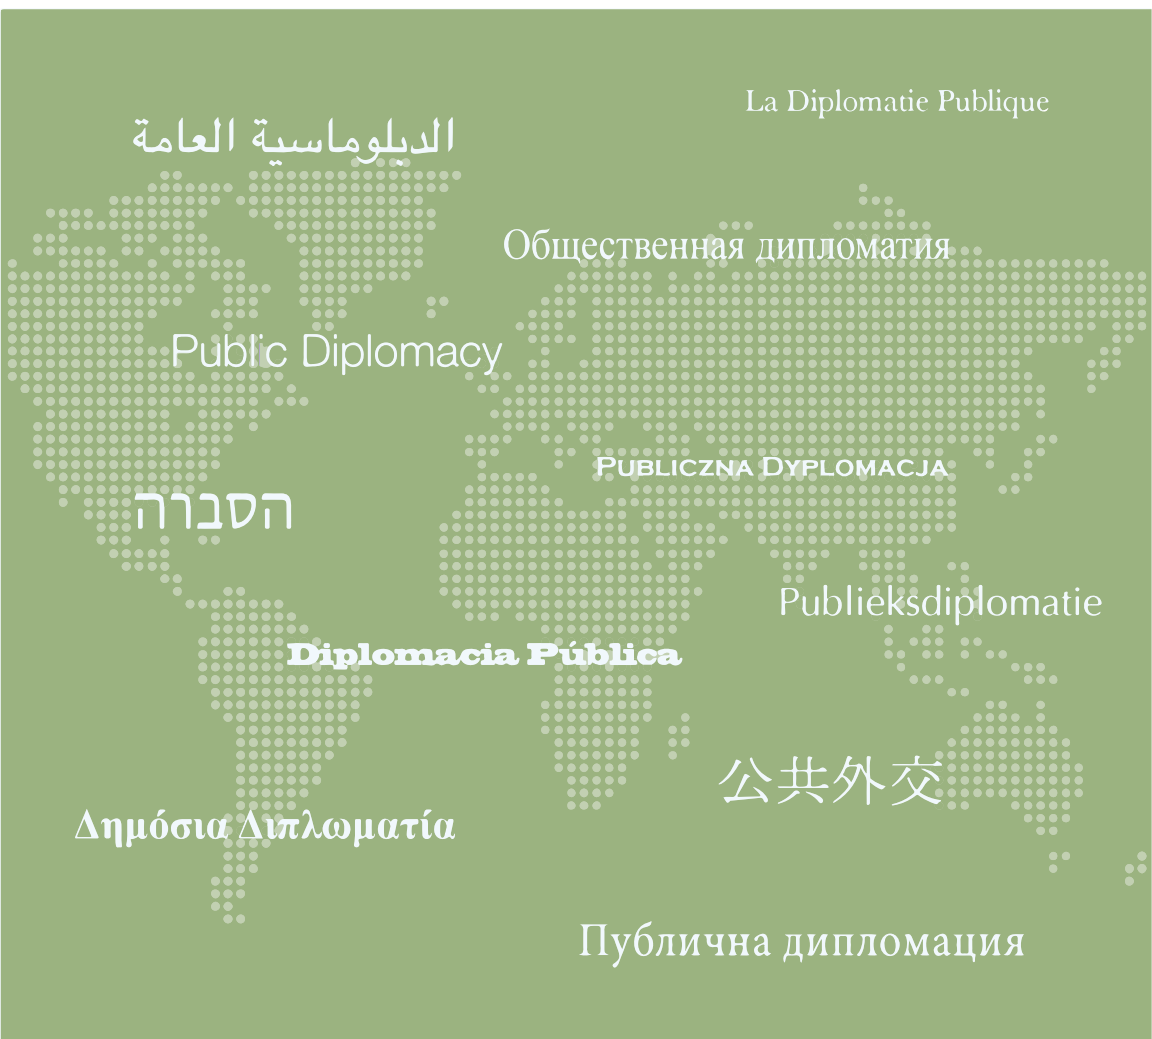 La Diplomatie Publique
الدبلوماسية العامة
Общественная дипломатия
Public Diplomacy
Publiczna Dyplomacja
הסברה
Publieksdiplomatie
Diplomacia Pública
公共外交
Δημόσια Διπλωματία
Публична дипломация